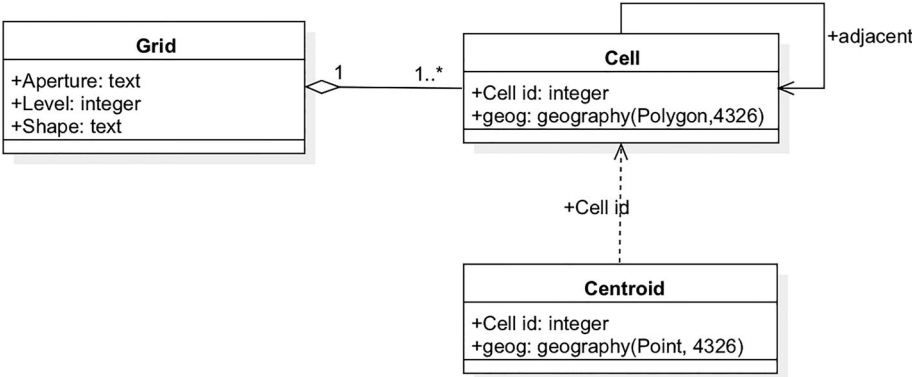 Grid
+Aperture: text
+Level: integer
+Shape: text
1
1..*
Cell
+Cell id: integer
+geog: geography(Polygon,4326)
+adjacent
+Cell id
Centroid
+Cell id: integer
+geog: geography(Point, 4326)